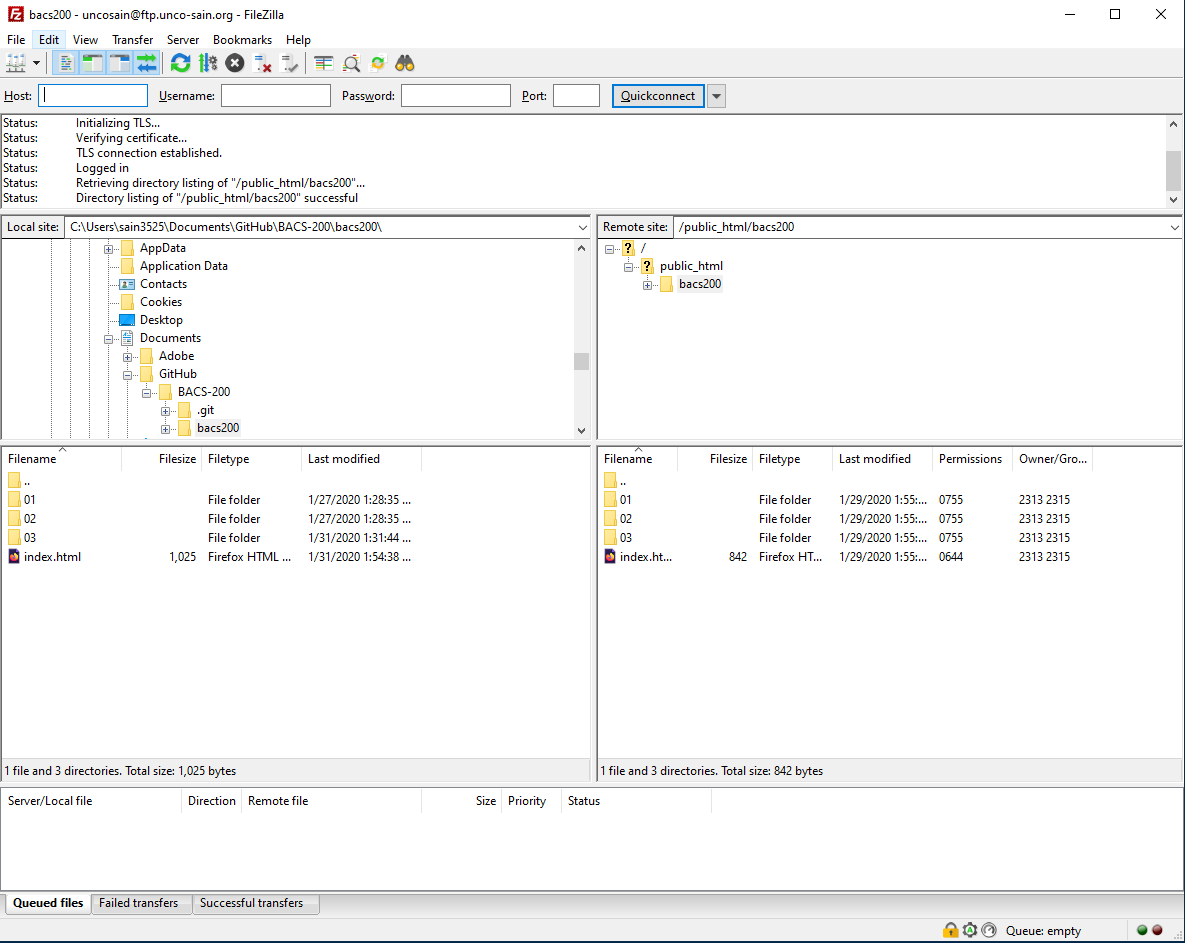 bacs200 - uncosain@ftp.unco-sain.org - FileZilla
File Edit View Transfer Server Bookmarks Help
Host: Username: Password: Port: Quickconnect
Status: Initializing TLS...
Status: Verifying certificate...
Status: TLS connection established.
Status: Logged in
Status: Retrieving directory listing of "/public_html/bacs200"...
Status: Directory listing of "/public_html/bacs200" successful
Local site: C:\Users\sain3525\Documents\GitHub\BACS-200\bacs200\
AppData
Application Data
Contacts
Cookies
Desktop
Documents
Adobe
GitHub
BACS-200
.git
bacs200
Remote site: /public_html/bacs200
? /
? public_html
bacs200
Filename Filesize Filetype Last modified
..
01 File folder 1/27/2020 1:28:35 ...
02 File folder 1/27/2020 1:28:35 ...
03 File folder 1/31/2020 1:31:44 ...
index.html 1,025 Firefox HTML ... 1/31/2020 1:54:38 ...
1 file and 3 directories. Total size: 1,025 bytes
Filename Filesize Filetype Last modified Permissions Owner/Gro...
..
01 File folder 1/29/2020 1:55:... 0755 2313 2315
02 File folder 1/29/2020 1:55:... 0755 2313 2315
03 File folder 1/29/2020 1:55:... 0755 2313 2315
index.ht... 842 Firefox HT... 1/29/2020 1:55:... 0644 2313 2315
1 file and 3 directories. Total size: 842 bytes
Server/Local file Direction Remote file Size Priority Status
Queued files Failed transfers Successful transfers
Queue: empty